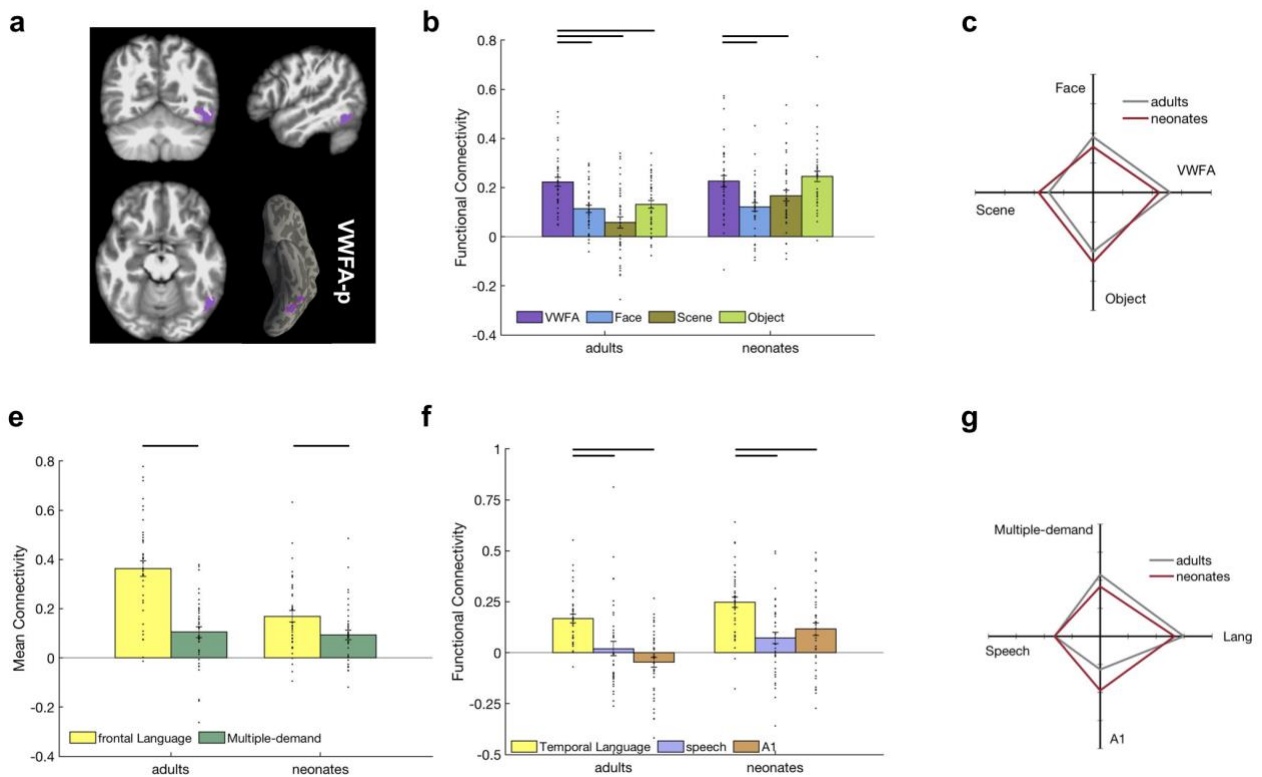 a
VWFA-p
b
Functional Connectivity
0.8
0.6
0.4
0.2
0
-0.2
-0.4
VWFA
Face
Scene
Object
adults
neonates
c
Face
adults
neonates
VWFA
Scene
Object
e
Mean Connectivity
0.8
0.6
0.4
0.2
0
-0.2
-0.4
frontal Language
Multiple-demand
adults
neonates
f
Functional Connectivity
1
0.75
0.5
0.25
0
-0.25
-0.5
Temporal Language
speech
A1
adults
neonates
g
Multiple-demand
adults
neonates
Speech
Lang
A1